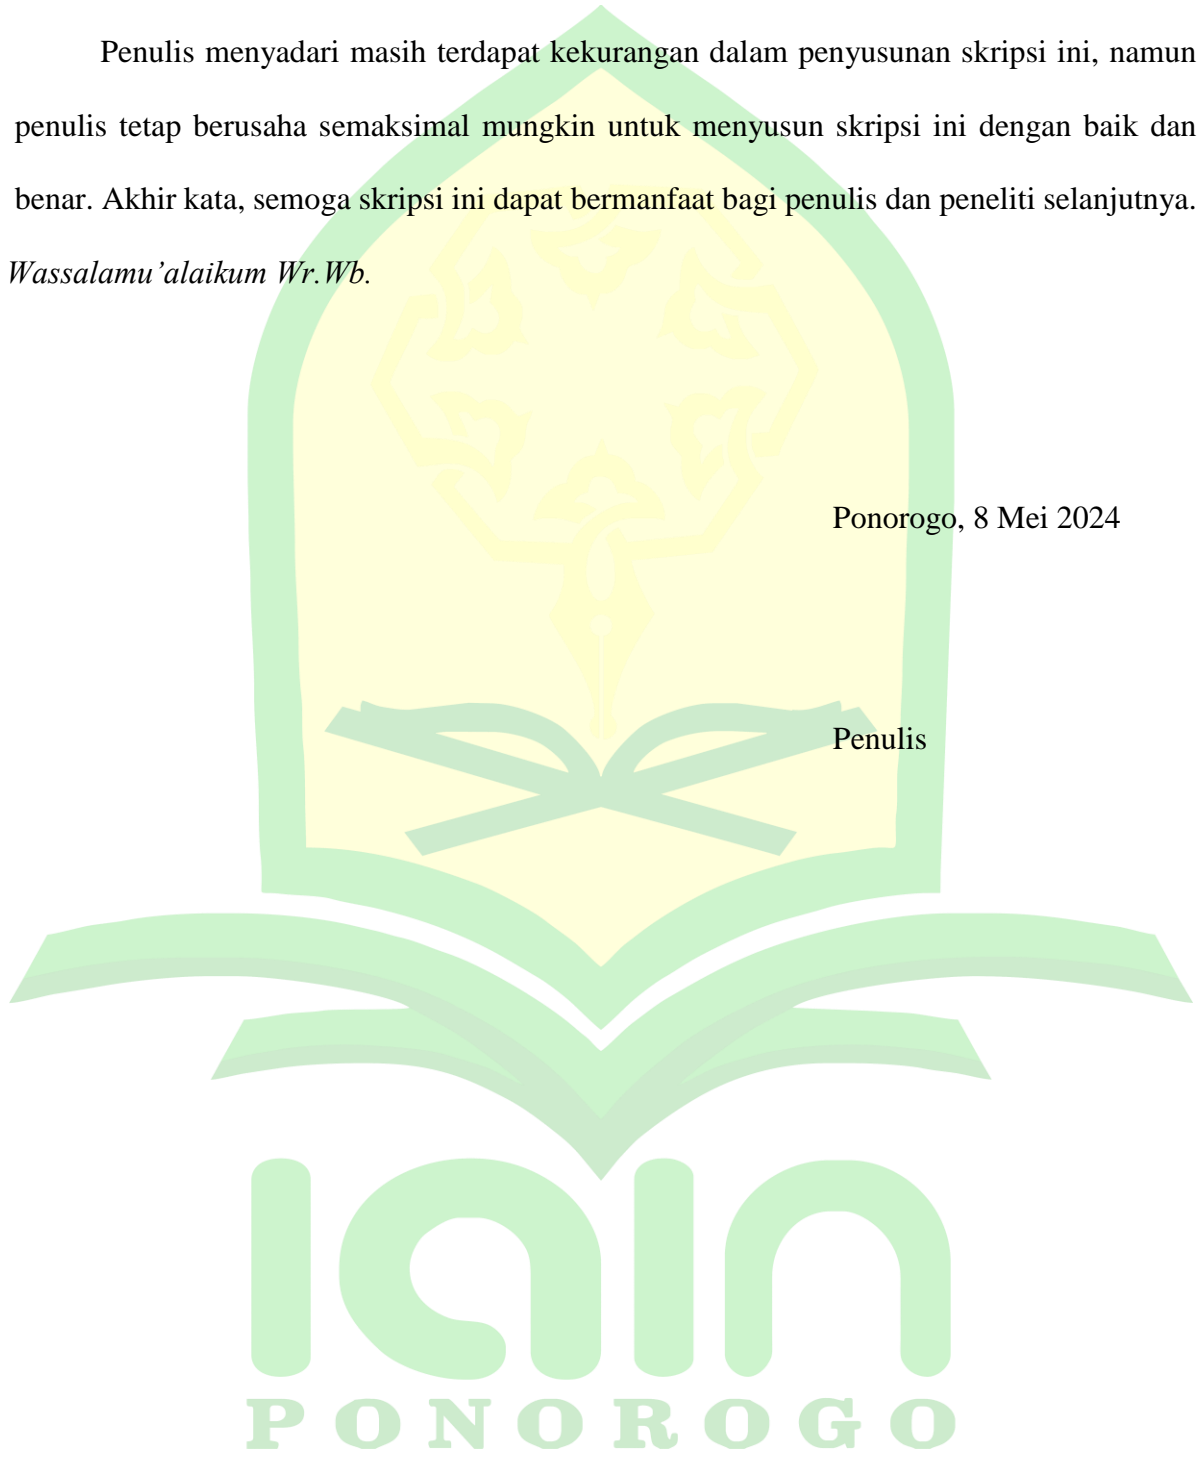 Penulis menyadari masih terdapat kekurangan dalam penyusunan skripsi ini, namun
penulis tetap berusaha semaksimal mungkin untuk menyusun skripsi ini dengan baik dan
benar. Akhir kata, semoga skripsi ini dapat bermanfaat bagi penulis dan peneliti selanjutnya.
Wassalamu’alaikum Wr.Wb.
Ponorogo, 8 Mei 2024
Penulis
IAIN
PONOROGO